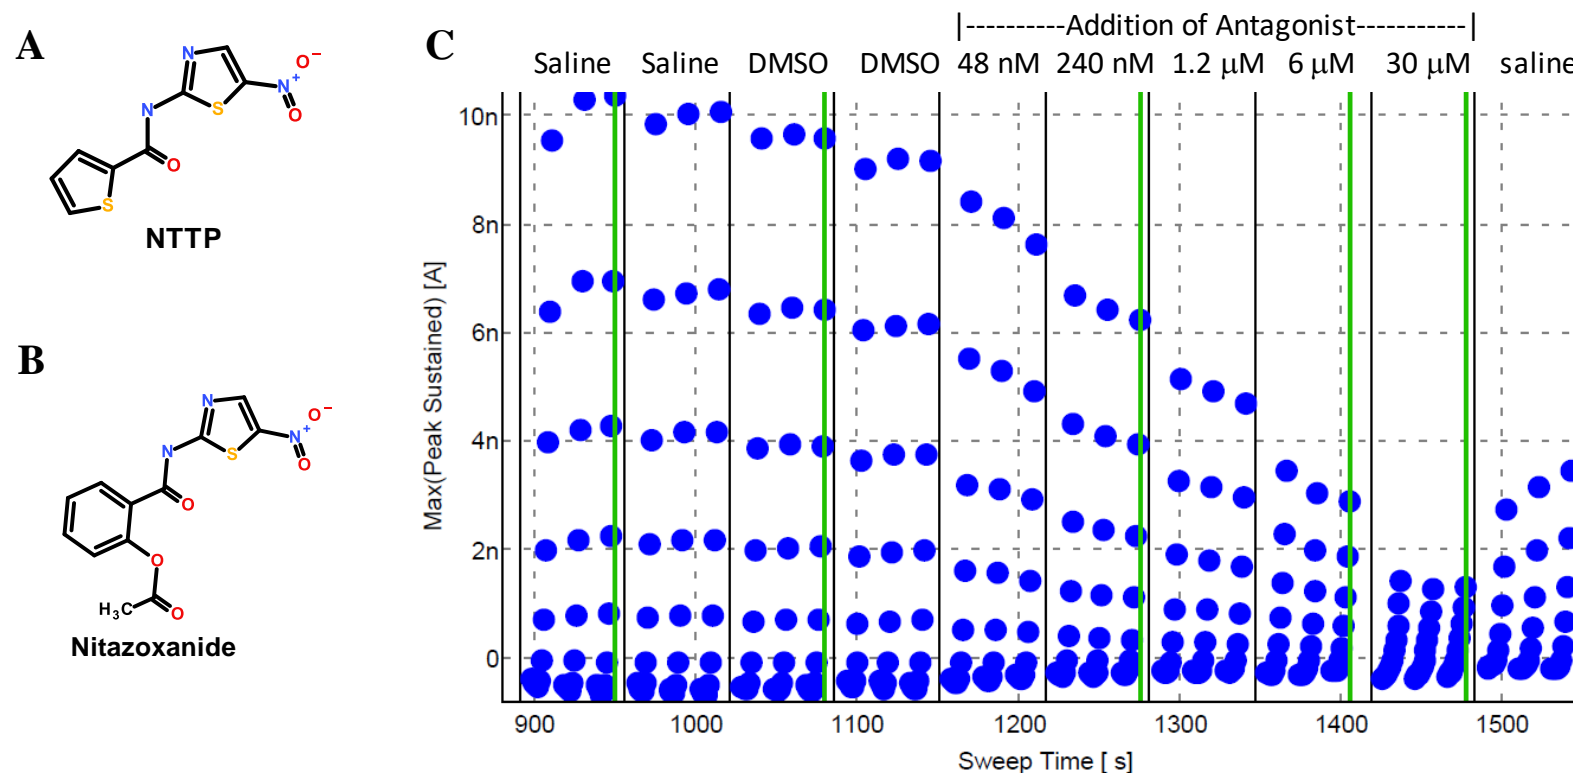 A
N
N
S
N
+
O
−
O
O
S
NTTP
B
N
N
S
N
+
O
−
O
O
O
O
H₃C
Nitazoxanide
C
|----------Addition of Antagonist-----------|
Saline Saline DMSO DMSO 48 nM 240 nM 1.2 μM 6 μM 30 μM saline
10n
8n
6n
4n
2n
0
Max(Peak Sustained) [A]
900 1000 1100 1200 1300 1400 1500
Sweep Time [ s]